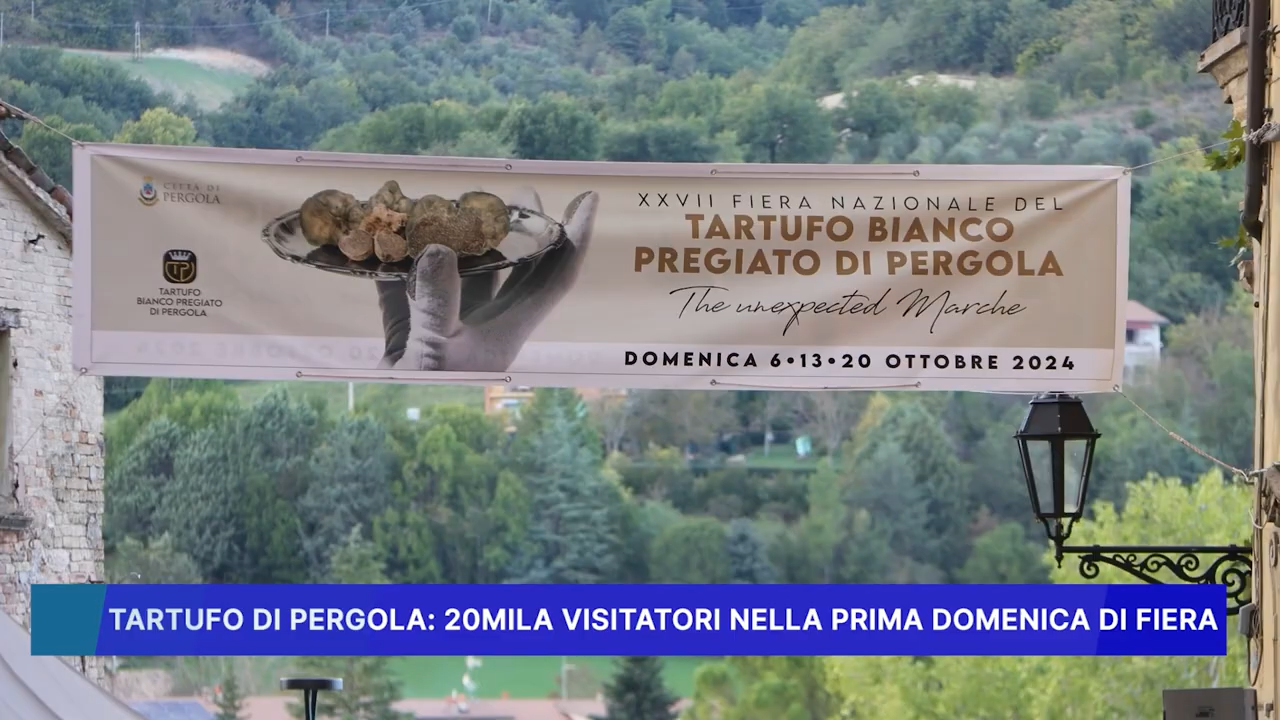 CITTÀ DI
PERGOLA
TP
TARTUFO
BIANCO PREGIATO
DI PERGOLA
XXVII FIERA NAZIONALE DEL
TARTUFO BIANCO
PREGIATO DI PERGOLA
The unexpected Marche
DOMENICA 6•13•20 OTTOBRE 2024
TARTUFO DI PERGOLA: 20MILA VISITATORI NELLA PRIMA DOMENICA DI FIERA